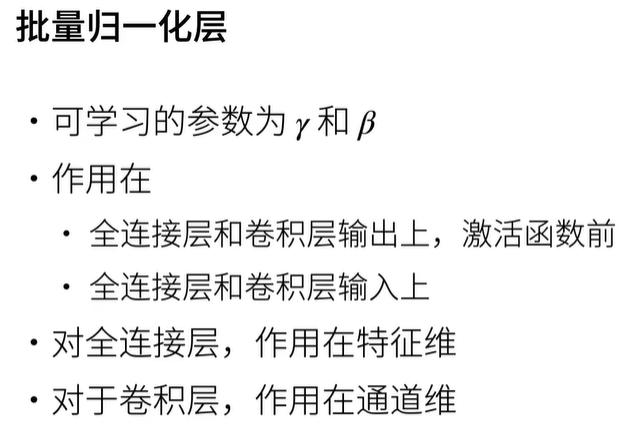 批量归一化层
• 可学习的参数为 γ 和 β
• 作用在
• 全连接层和卷积层输出上，激活函数前
• 全连接层和卷积层输入上
• 对全连接层，作用在特征维
• 对于卷积层，作用在通道维